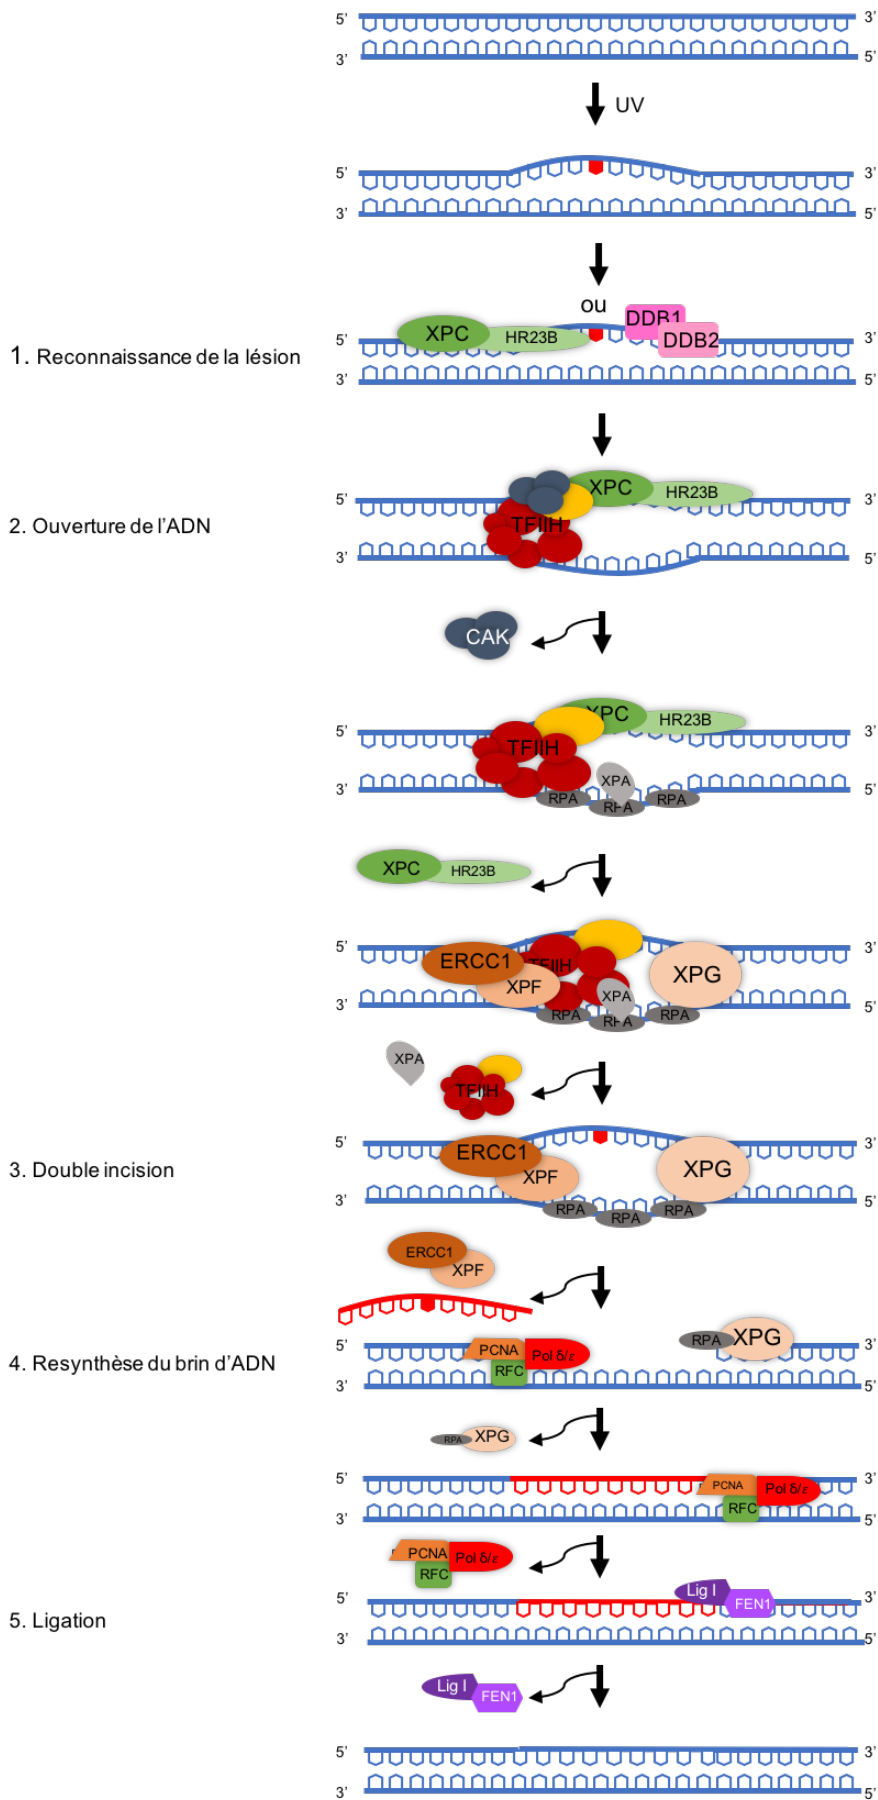 5' 3'
3' 5'
UV
5' 3'
3' 5'
ou
DDB1
XPC HR23B DDB2
1. Reconnaissance de la lésion
5' 3'
3' 5'
XPC HR23B
5' 3'
TFIIH
2. Ouverture de l'ADN
3' 5'
CAK
XPC HR23B
5' 3'
TFIIH
XPA
3' 5'
RPA RPA RPA
XPC HR23B
5' 3'
ERCC1 TFIIH
XPF XPG
XPA
3' 5'
RPA RPA RPA
XPA
TFIIH
5' 3'
ERCC1
3. Double incision
XPF XPG
3' 5'
RPA RPA RPA
ERCC1
XPF
RPA XPG
5' 3'
PCNA Pol δ/ε
4. Resynthèse du brin d'ADN
RFC
3' 5'
RPA XPG
5' 3'
PCNA Pol δ/ε
RFC
3' 5'
PCNA Pol δ/ε
RFC
Lig I
5' 3'
FEN1
5. Ligation
3' 5'
Lig I
FEN1
5' 3'
3' 5'